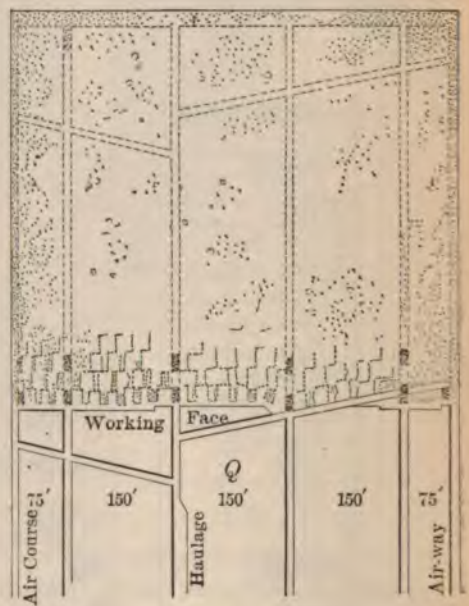 Working Face
Q
75′ 150′ 150′ 150′ 75′
Air Course
Haulage
Air-way